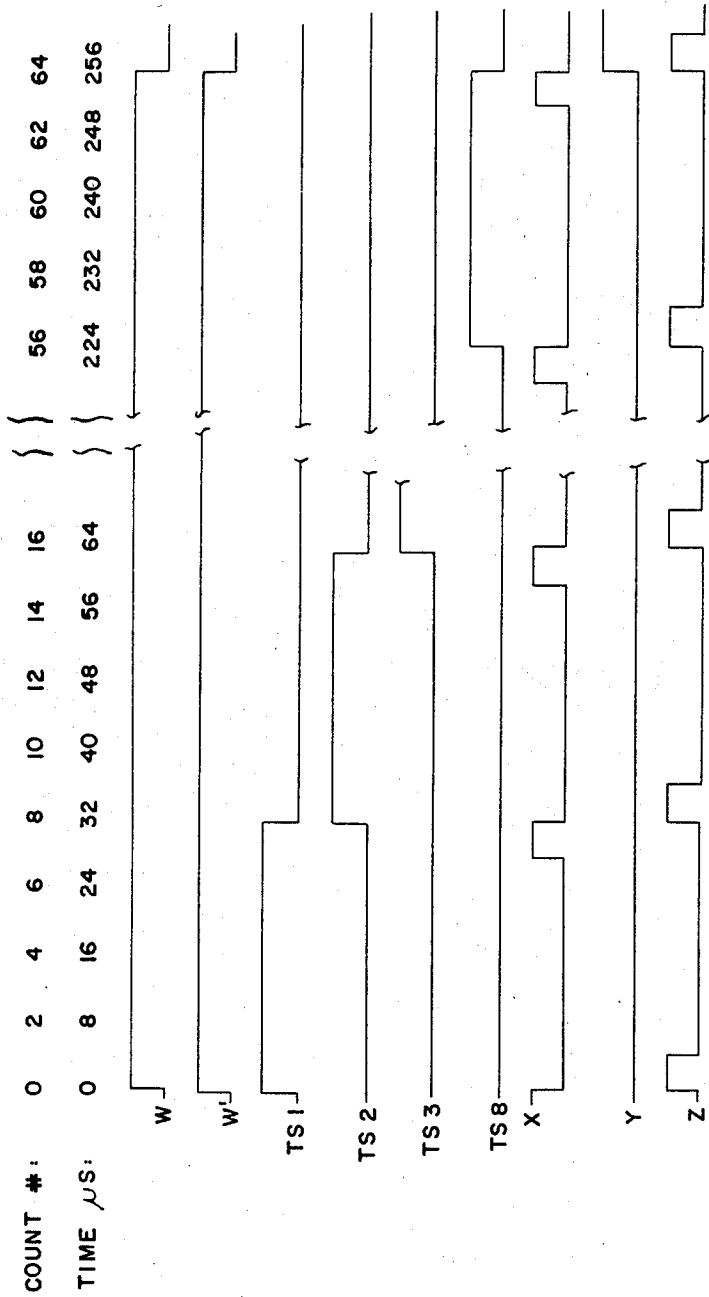 COUNT #: 0 2 4 6 8 10 12 14 16 56 58 60 62 64
TIME µS: 0 8 16 24 32 40 48 56 64 224 232 240 248 256
W
W'
TS 1
TS 2
TS 3
TS 8
X
Y
Z